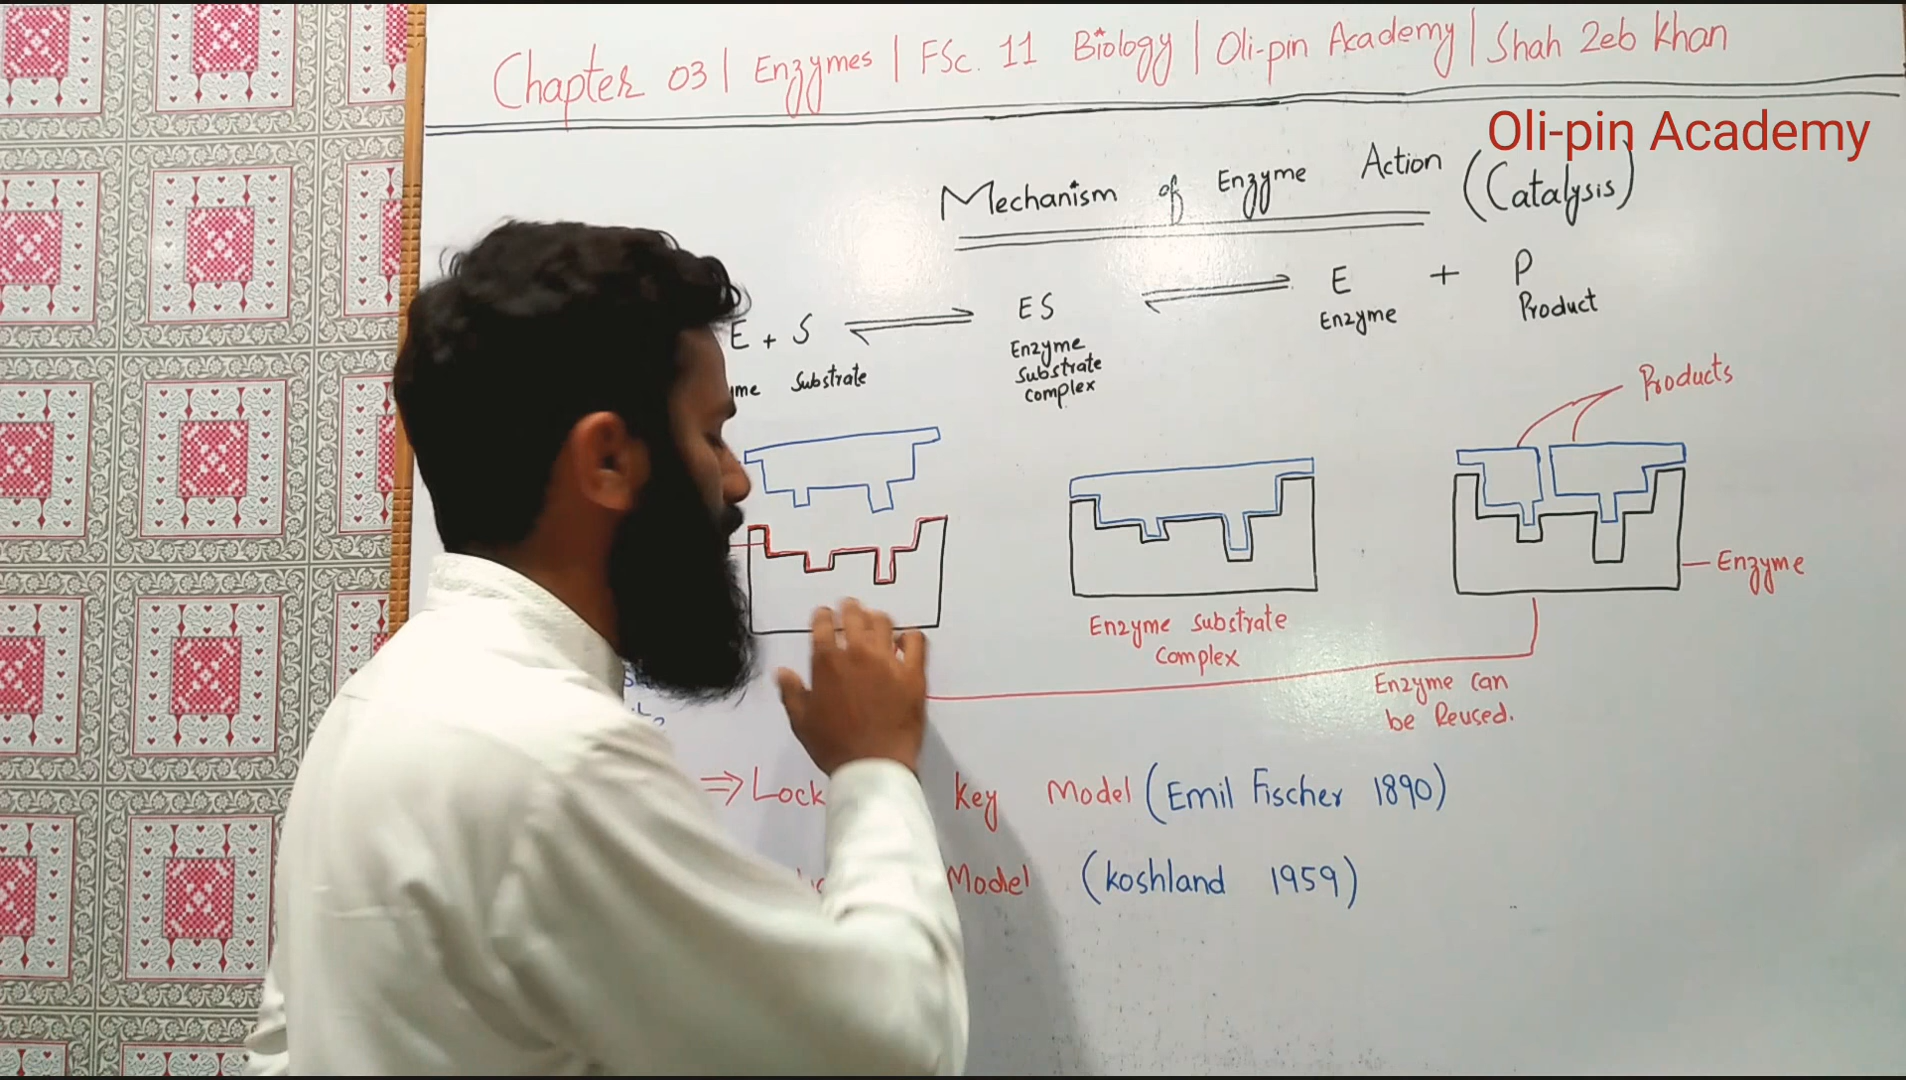 Chapter 03 | Enzymes | FSc. 11 Biology | Oli-pin Academy | Shah Zeb Khan
Oli-pin Academy
Mechanism of Enzyme Action (Catalysis)
E + S ⇌ ES ⇌ E + P
me Substrate
Enzyme
Substrate
Complex
Enzyme
Product
Products
Enzyme
Enzyme Substrate
Complex
Enzyme Can
be Reused.
⇒ Lock Key Model (Emil Fischer 1890)
Model (Koshland 1959)